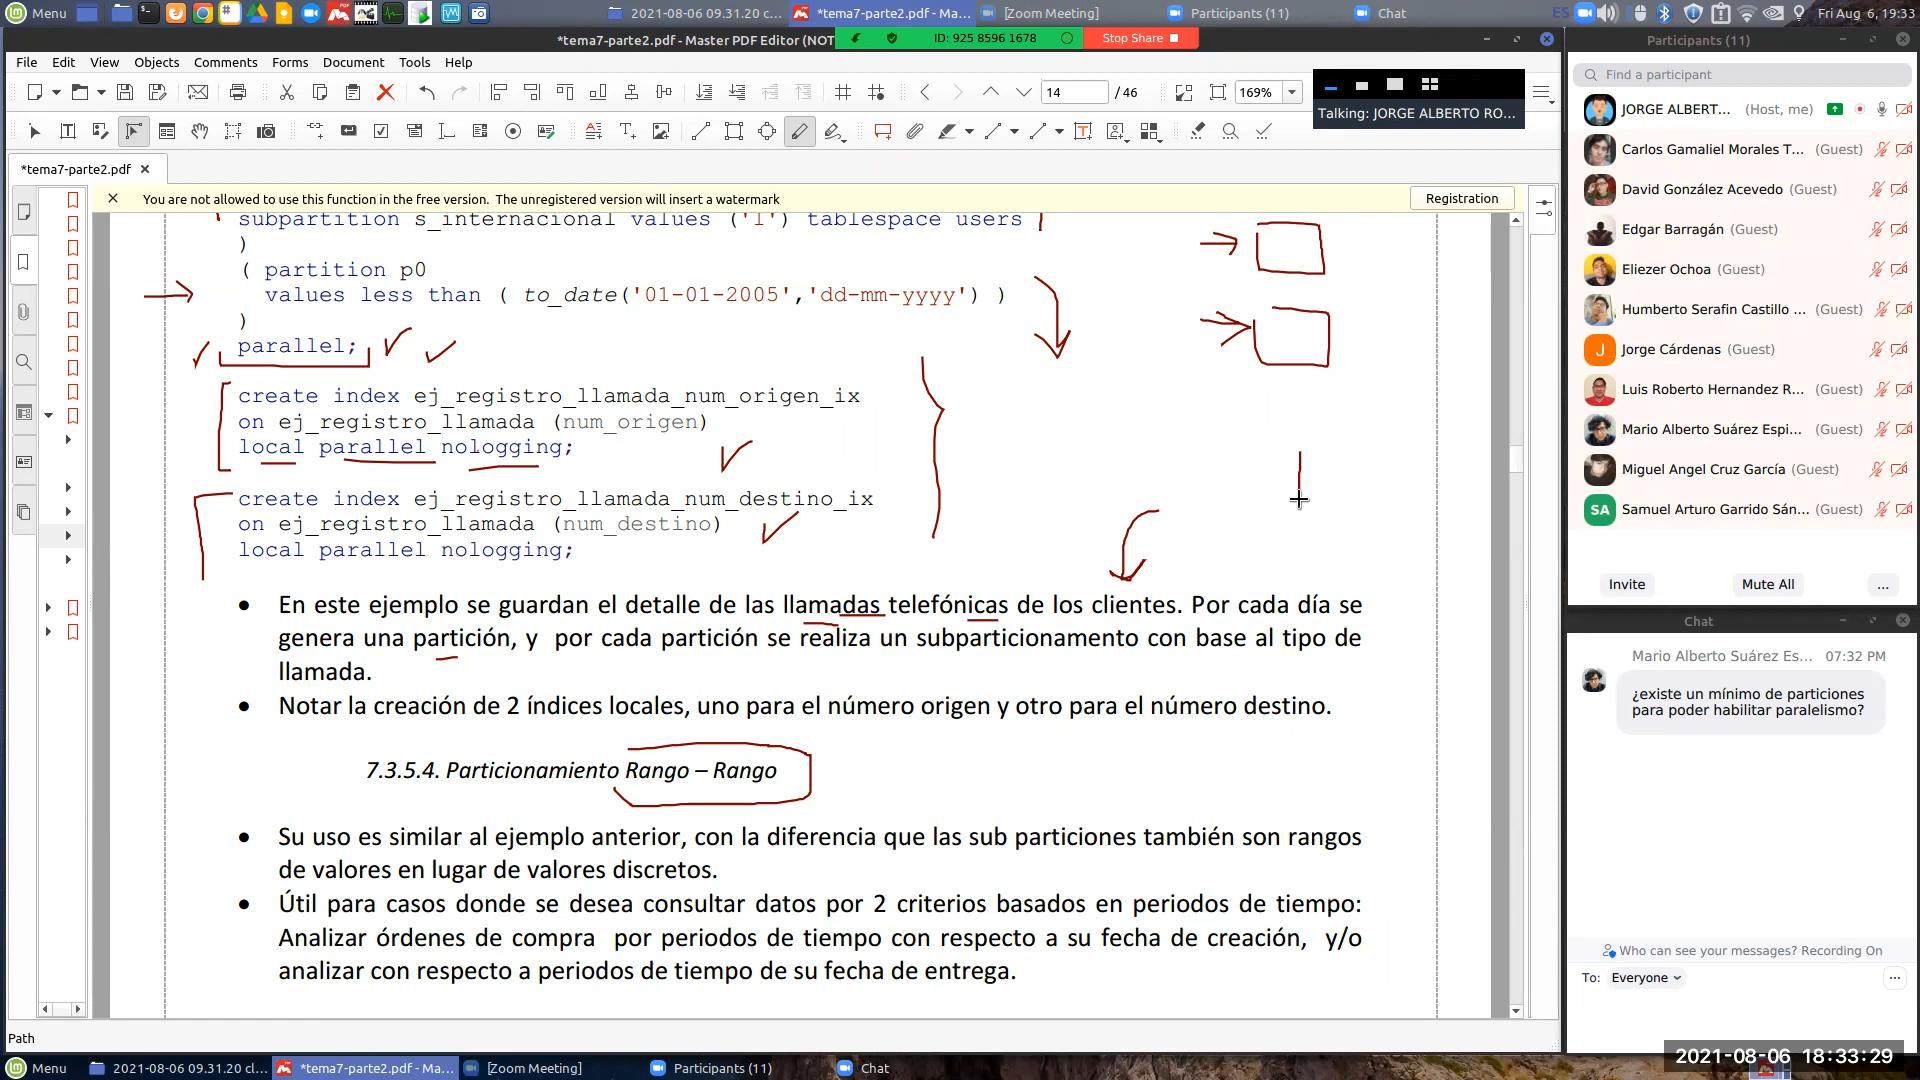 Menu
2021-08-06 09.31.20 c...
*tema7-parte2.pdf - Ma...
[Zoom Meeting]
Participants (11)
Chat
ES
Fri Aug 6, 19:33
*tema7-parte2.pdf - Master PDF Editor (NOT
ID: 925 8596 1678
Stop Share
Participants (11)
File Edit View Objects Comments Forms Document Tools Help
Find a participant
14 / 46
169%
Talking: JORGE ALBERTO RO...
JORGE ALBERT... (Host, me)
Carlos Gamaliel Morales T... (Guest)
*tema7-parte2.pdf
David González Acevedo (Guest)
You are not allowed to use this function in the free version. The unregistered version will insert a watermark
Registration
subpartition s_internacional values ('I') tablespace users
)
( partition p0
values less than ( to_date('01-01-2005','dd-mm-yyyy') )
)
parallel;
create index ej_registro_llamada_num_origen_ix
on ej_registro_llamada (num_origen)
local parallel nologging;
create index ej_registro_llamada_num_destino_ix
on ej_registro_llamada (num_destino)
local parallel nologging;
• En este ejemplo se guardan el detalle de las llamadas telefónicas de los clientes. Por cada día se
genera una partición, y por cada partición se realiza un subparticionamento con base al tipo de
llamada.
• Notar la creación de 2 índices locales, uno para el número origen y otro para el número destino.
7.3.5.4. Particionamiento Rango – Rango
• Su uso es similar al ejemplo anterior, con la diferencia que las sub particiones también son rangos
de valores en lugar de valores discretos.
• Útil para casos donde se desea consultar datos por 2 criterios basados en periodos de tiempo:
Analizar órdenes de compra por periodos de tiempo con respecto a su fecha de creación, y/o
analizar con respecto a periodos de tiempo de su fecha de entrega.
Edgar Barragán (Guest)
Eliezer Ochoa (Guest)
Humberto Serafin Castillo ... (Guest)
J
Jorge Cárdenas (Guest)
Luis Roberto Hernandez R... (Guest)
Mario Alberto Suárez Espi... (Guest)
Miguel Angel Cruz García (Guest)
SA
Samuel Arturo Garrido Sán... (Guest)
Invite
Mute All
...
Chat
Mario Alberto Suárez Es... 07:32 PM
¿existe un mínimo de particiones
para poder habilitar paralelismo?
Who can see your messages? Recording On
To: Everyone
...
Path
2021-08-06 18:33:29
Menu
2021-08-06 09.31.20 cl...
*tema7-parte2.pdf - Ma...
[Zoom Meeting]
Participants (11)
Chat